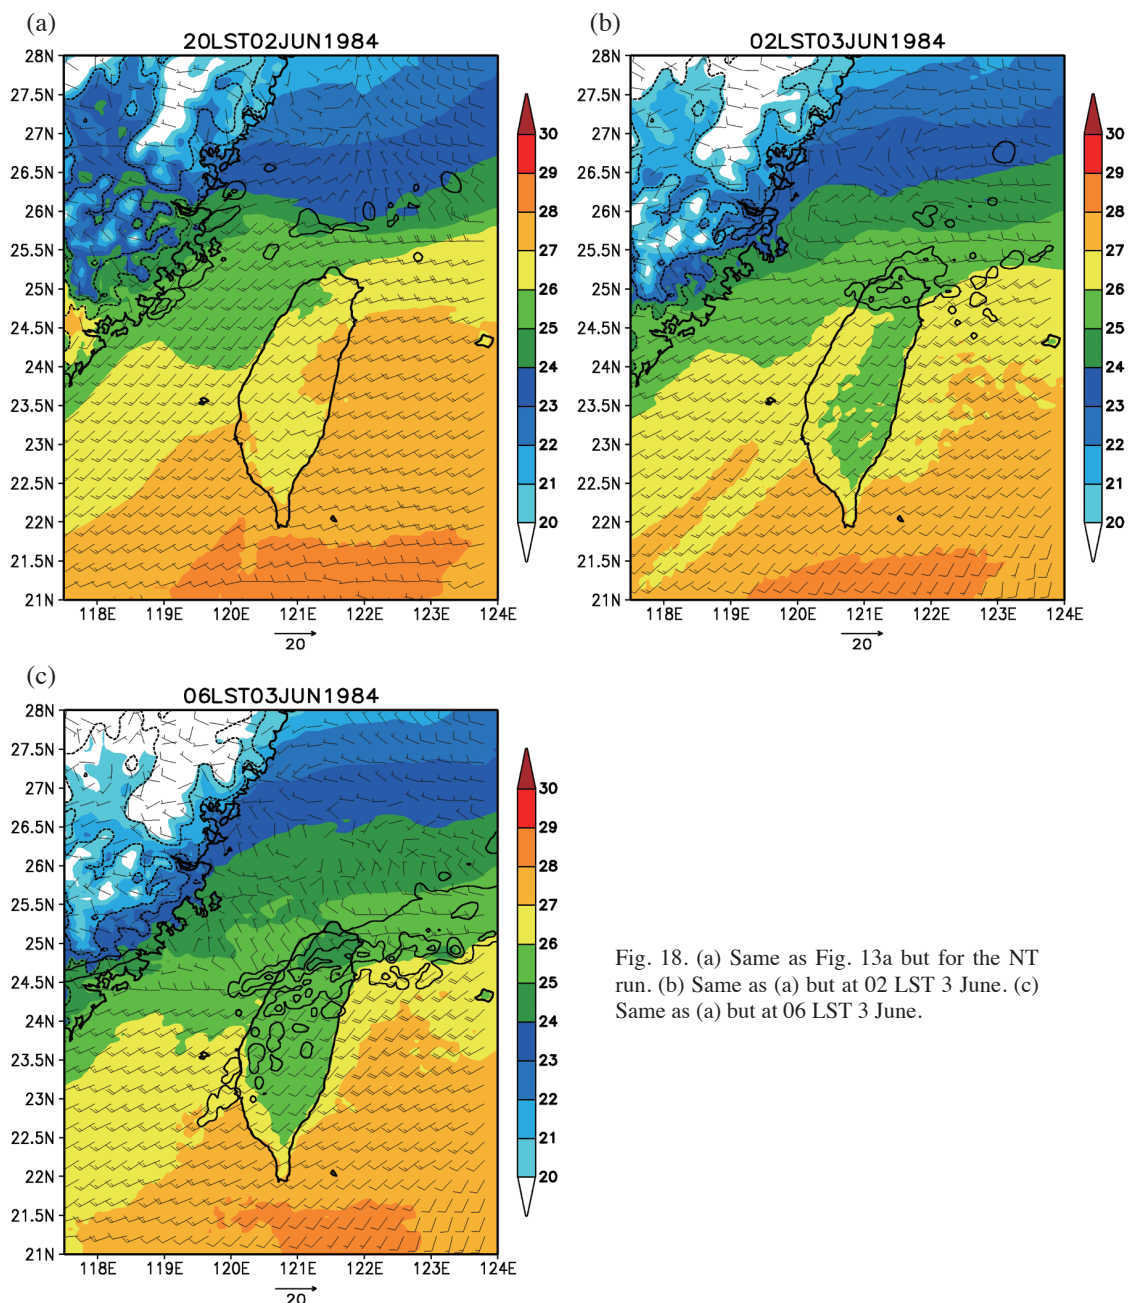 (a)
20LST02JUN1984
28N
27.5N
27N
26.5N
26N
25.5N
25N
24.5N
24N
23.5N
23N
22.5N
22N
21.5N
21N
118E 119E 120E 121E 122E 123E 124E
20
30
29
28
27
26
25
24
23
22
21
20
(b)
02LST03JUN1984
28N
27.5N
27N
26.5N
26N
25.5N
25N
24.5N
24N
23.5N
23N
22.5N
22N
21.5N
21N
118E 119E 120E 121E 122E 123E 124E
20
30
29
28
27
26
25
24
23
22
21
20
(c)
06LST03JUN1984
28N
27.5N
27N
26.5N
26N
25.5N
25N
24.5N
24N
23.5N
23N
22.5N
22N
21.5N
21N
118E 119E 120E 121E 122E 123E 124E
20
30
29
28
27
26
25
24
23
22
21
20
Fig. 18. (a) Same as Fig. 13a but for the NT
run. (b) Same as (a) but at 02 LST 3 June. (c)
Same as (a) but at 06 LST 3 June.